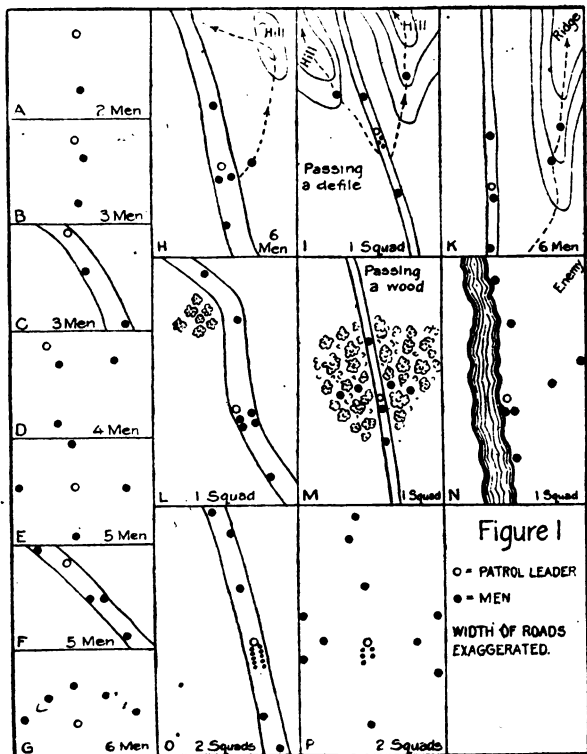 A
2 Men
B
3 Men
C
3 Men
D
4 Men
E
5 Men
F
5 Men
G
6 Men
Hill
H
6
Men
Hill
Hill
Passing
a defile
I
1 Squad
Ridge
K
6 Men
L
1 Squad
Passing
a wood
M
1 Squad
Enemy
N
1 Squad
O
2 Squads
P
2 Squads
Figure 1
O = PATROL LEADER
● = MEN
WIDTH OF ROADS
EXAGGERATED.